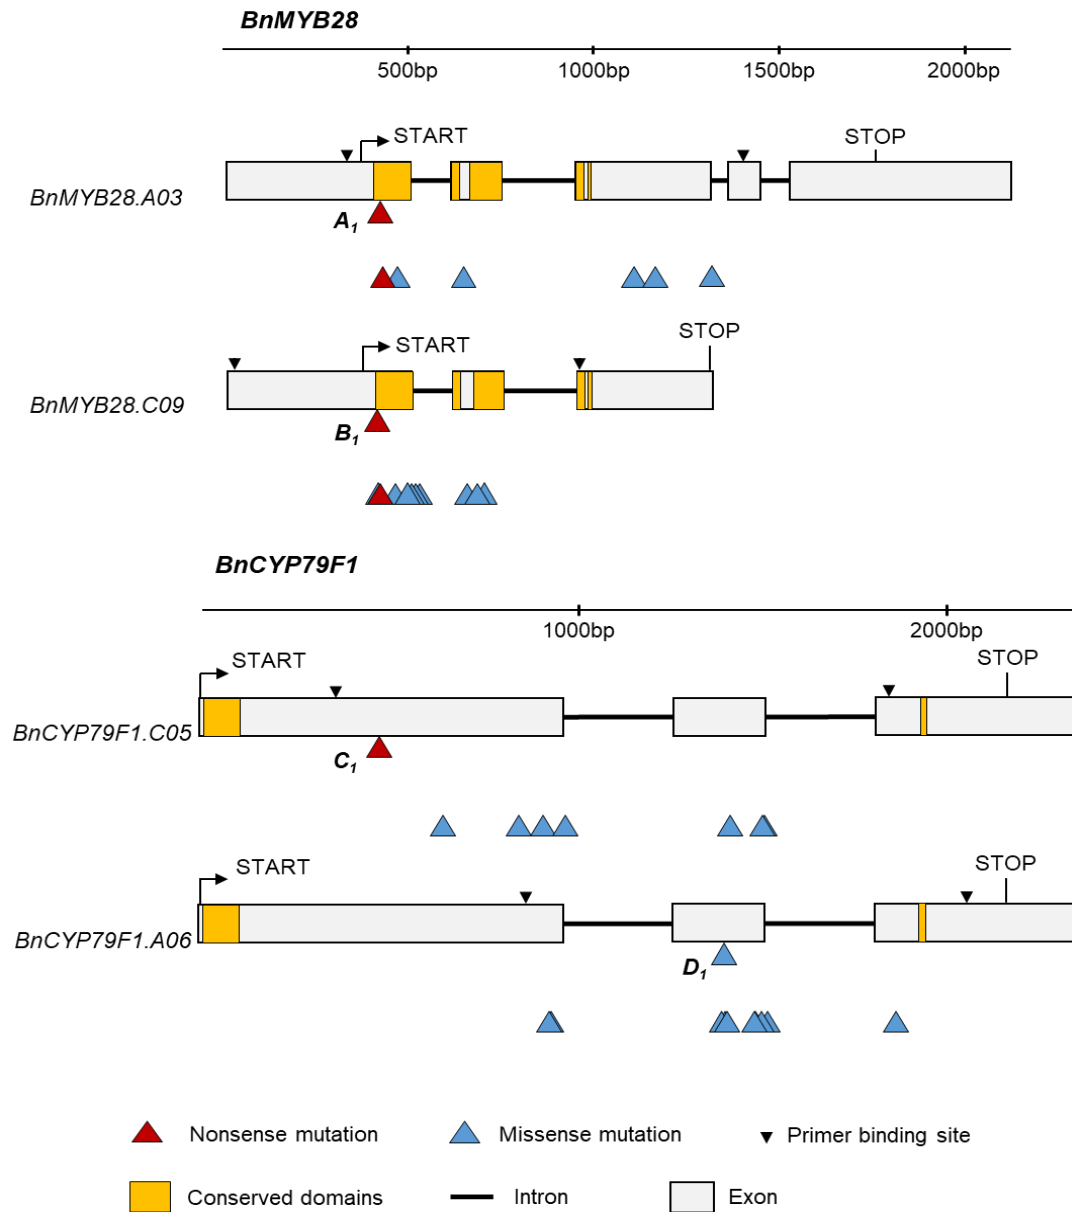 BnMYB28
500bp 1000bp 1500bp 2000bp
START STOP
BnMYB28.A03
A1
STOP
START
BnMYB28.C09
B1
BnCYP79F1
1000bp 2000bp
START STOP
BnCYP79F1.C05
C1
START STOP
BnCYP79F1.A06
D1
Nonsense mutation Missense mutation Primer binding site
Conserved domains Intron Exon